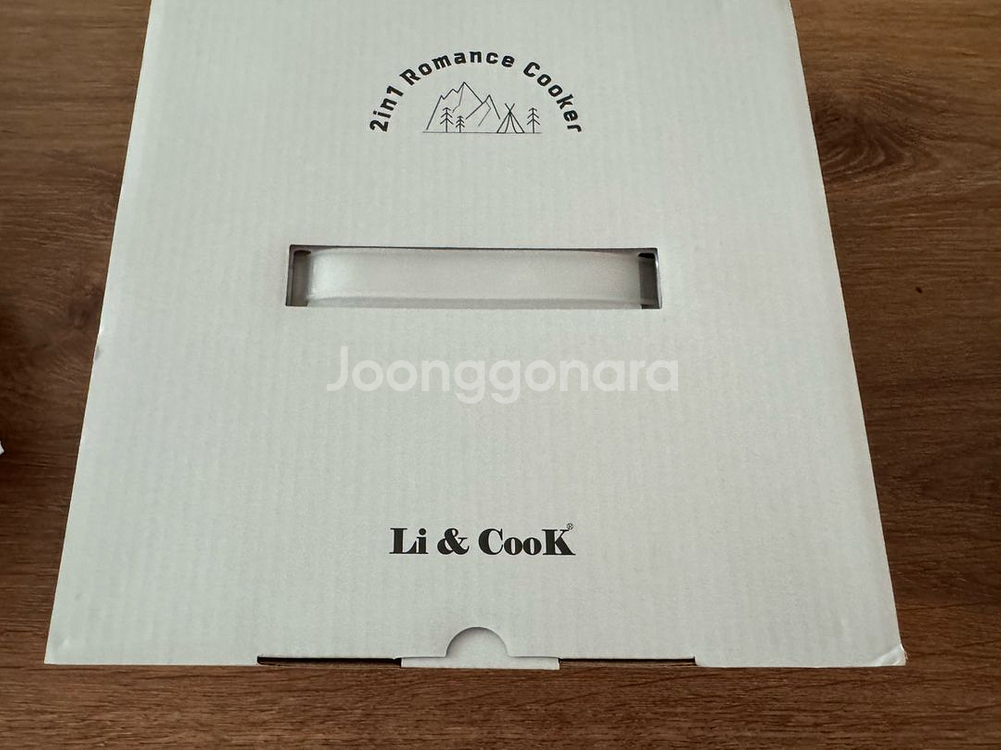 2in1 Romance Cooker
Joonggonara
Li & CooK®